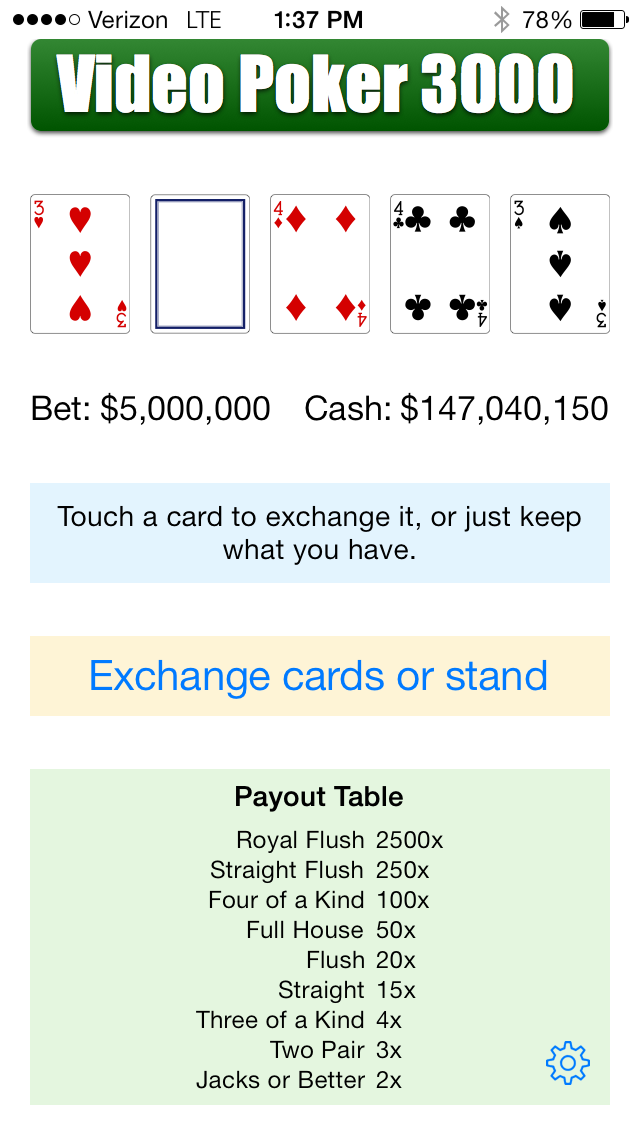 Verizon LTE 1:37 PM 78%
Video Poker 3000
3 4 4 3
3 4 4 3
Bet: $5,000,000 Cash: $147,040,150
Touch a card to exchange it, or just keep
what you have.
Exchange cards or stand
Payout Table
Royal Flush 2500x
Straight Flush 250x
Four of a Kind 100x
Full House 50x
Flush 20x
Straight 15x
Three of a Kind 4x
Two Pair 3x
Jacks or Better 2x